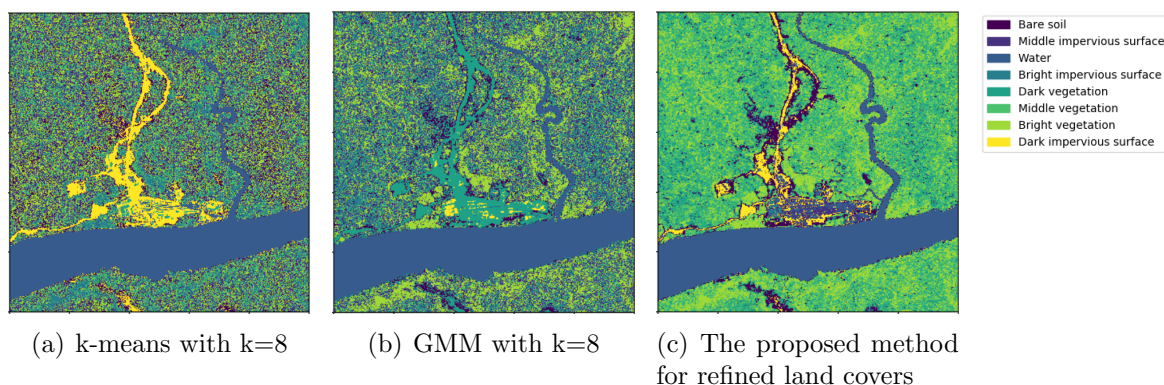 Bare soil
Middle impervious surface
Water
Bright impervious surface
Dark vegetation
Middle vegetation
Bright vegetation
Dark impervious surface
(a) k-means with k=8
(b) GMM with k=8
(c) The proposed method
for refined land covers